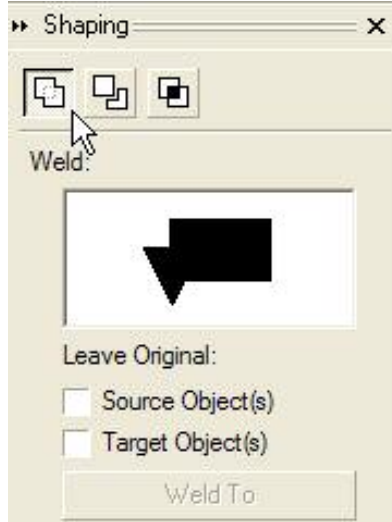 Shaping
Weld:
Leave Original:
Source Object(s)
Target Object(s)
Weld To